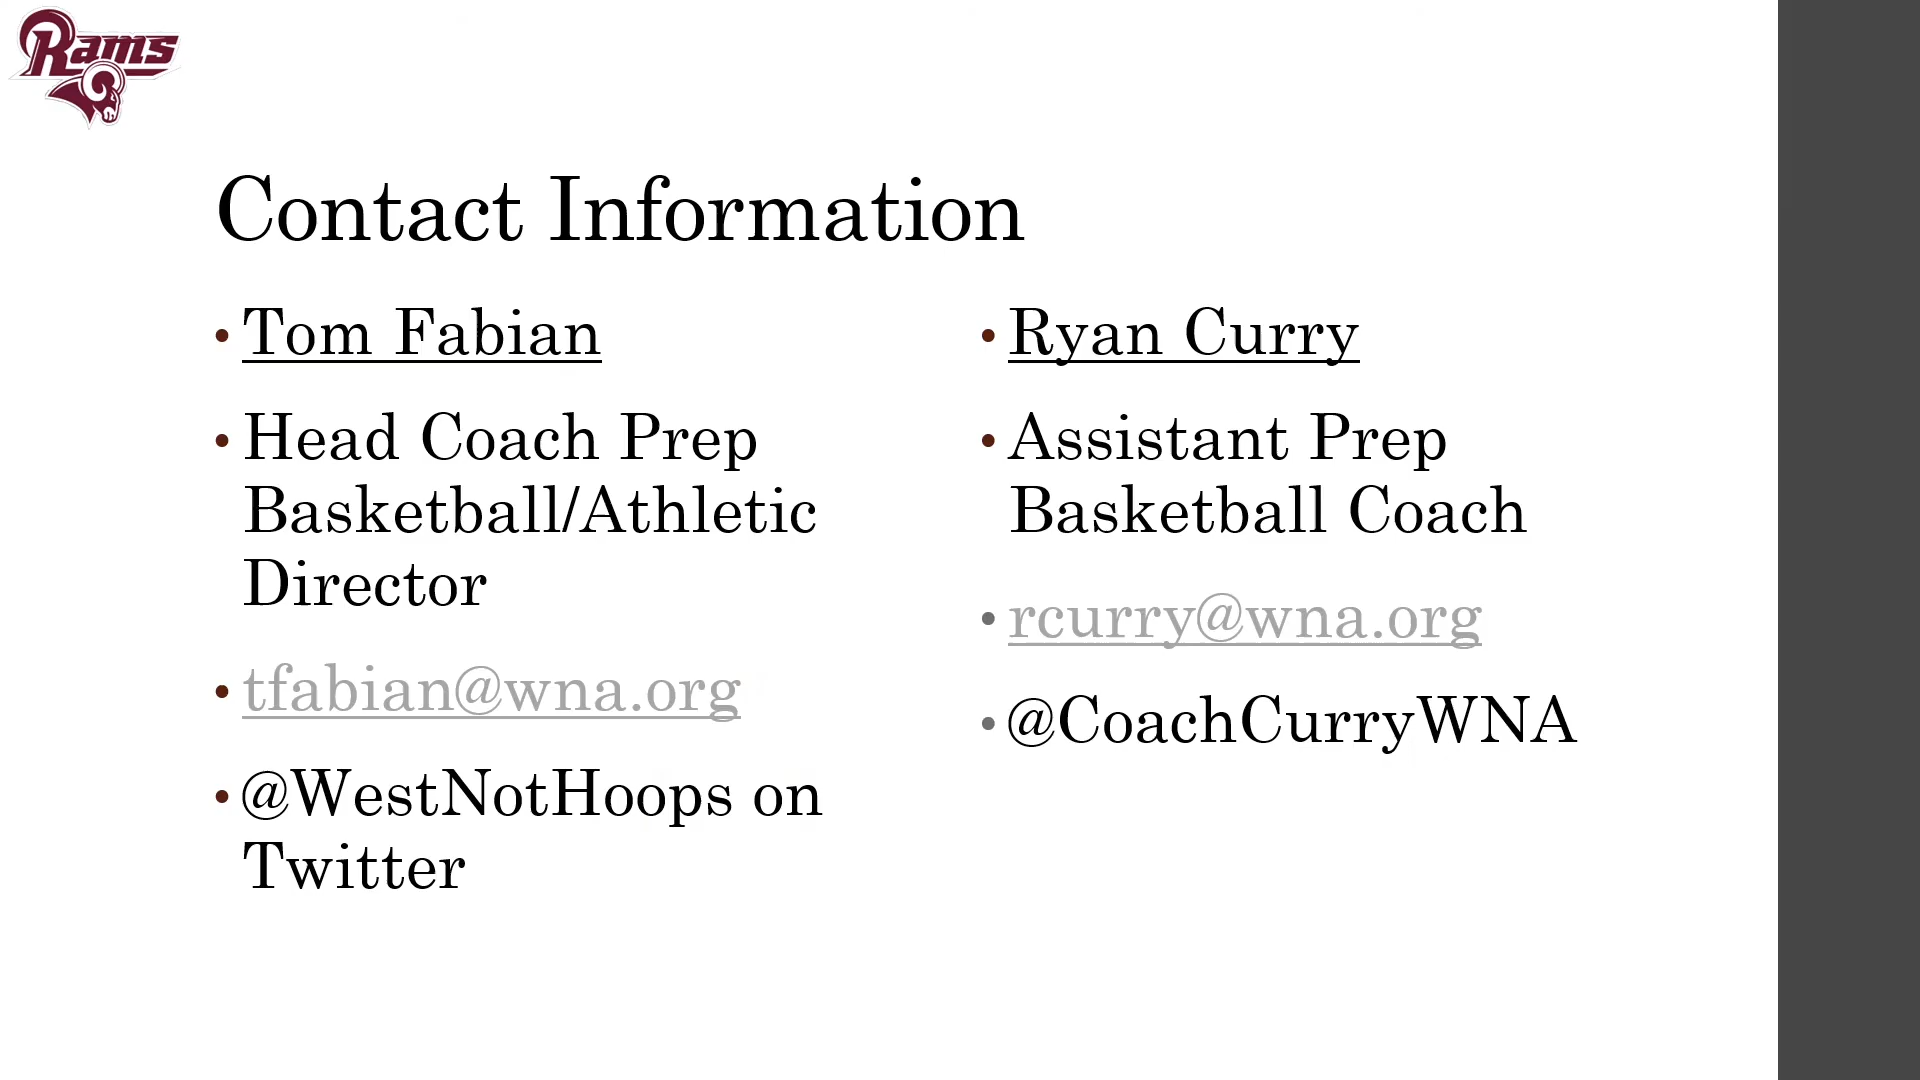 Rams
Contact Information
• Tom Fabian
• Head Coach Prep
Basketball/Athletic
Director
• tfabian@wna.org
• @WestNotHoops on
Twitter
• Ryan Curry
• Assistant Prep
Basketball Coach
• rcurry@wna.org
• @CoachCurryWNA